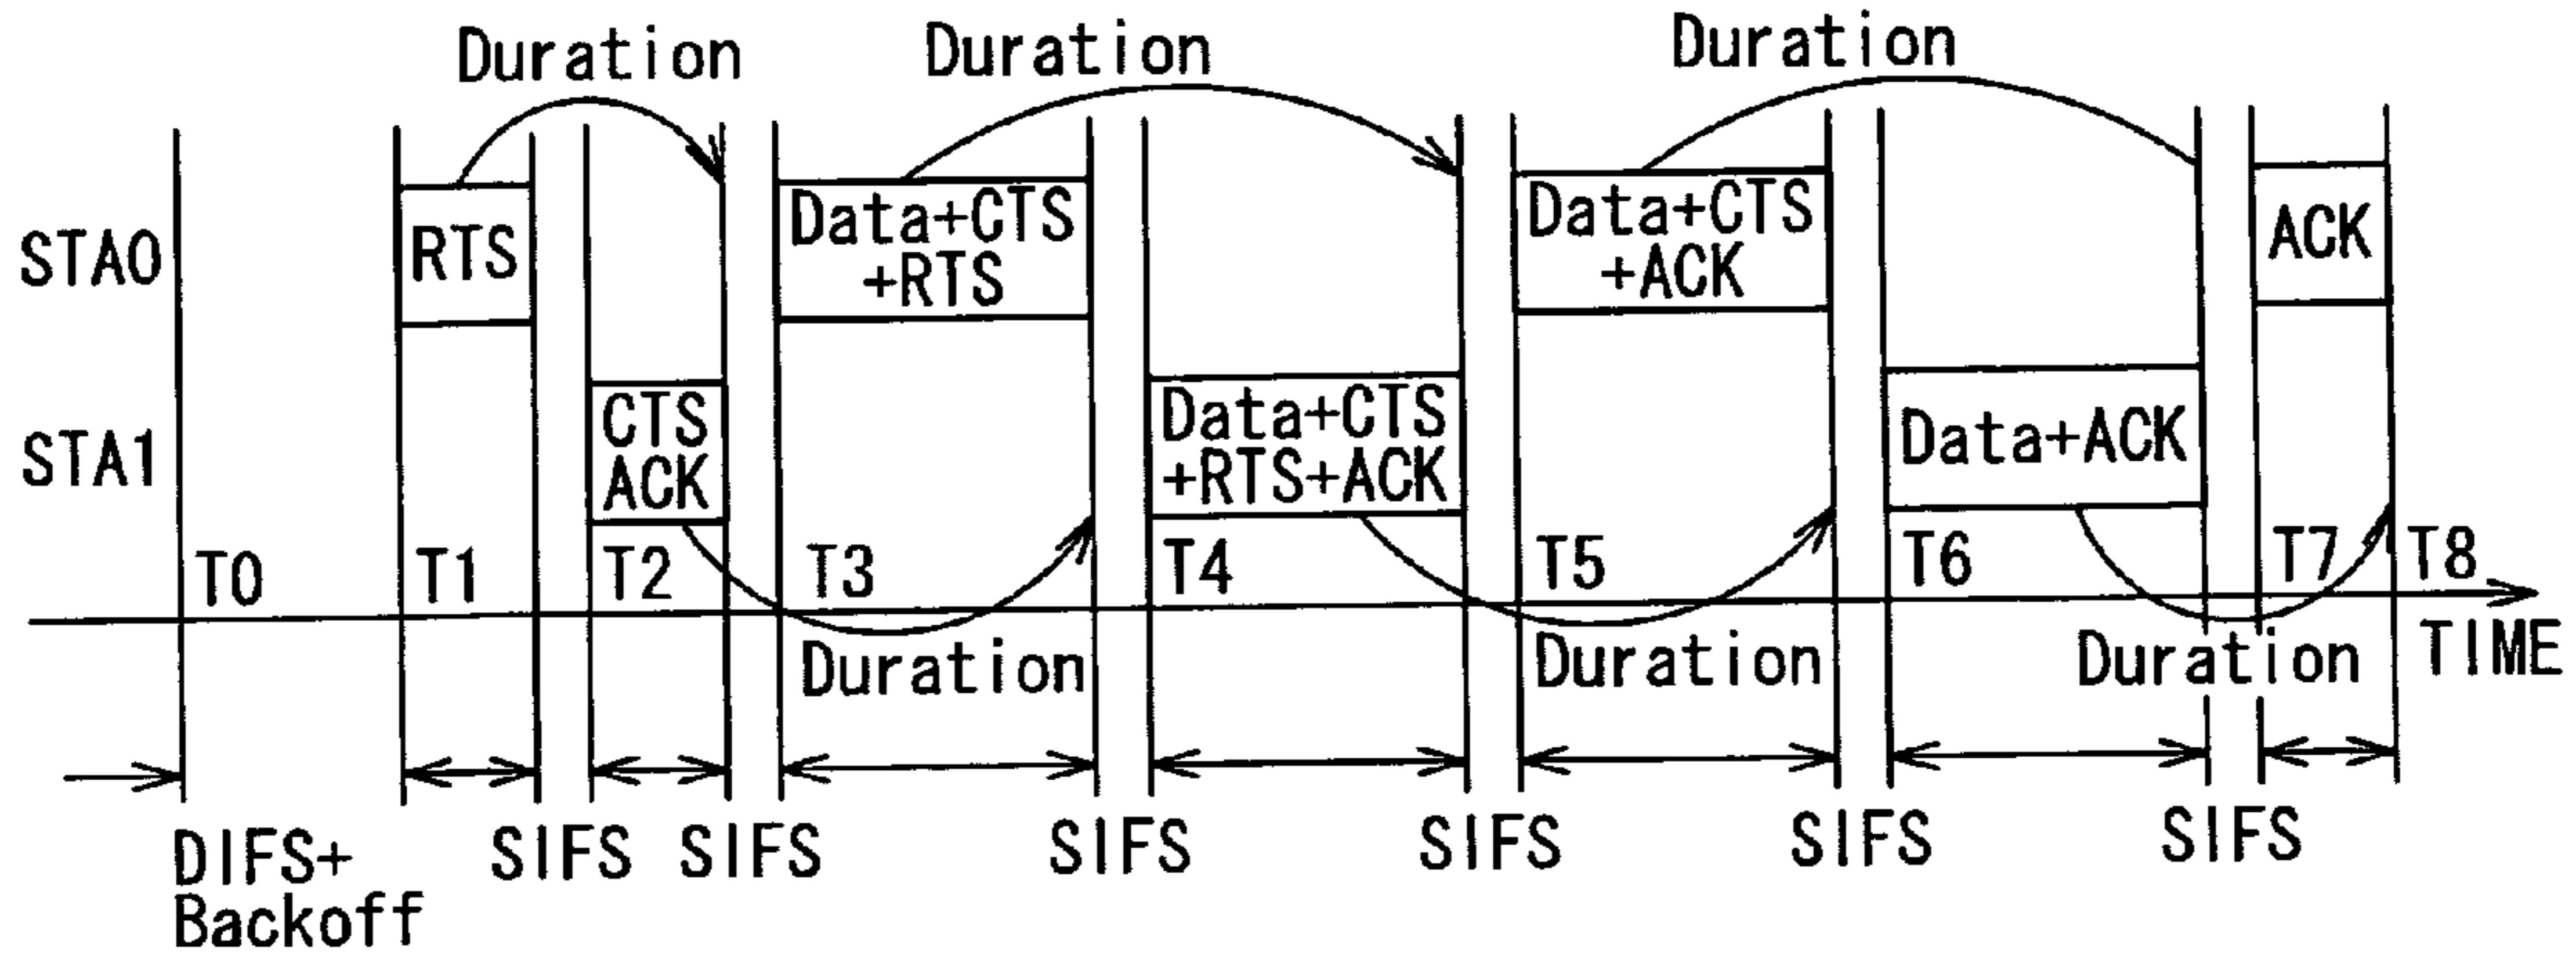 Duration
Duration
Duration
STA0
RTS
Data+CTS
+RTS
Data+CTS
+ACK
ACK
STA1
CTS
ACK
Data+CTS
+RTS+ACK
Data+ACK
T0
T1
T2
T3
T4
T5
T6
T7
T8
Duration
Duration
Duration
TIME
DIFS+
Backoff
SIFS
SIFS
SIFS
SIFS
SIFS
SIFS